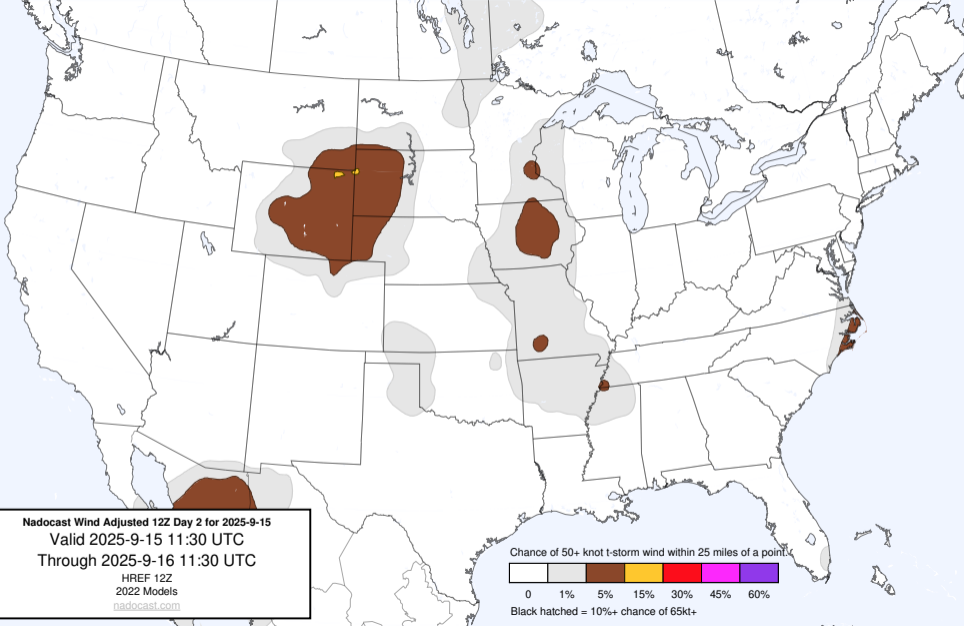 Nadocast Wind Adjusted 12Z Day 2 for 2025-9-15
Valid 2025-9-15 11:30 UTC
Through 2025-9-16 11:30 UTC
HREF 12Z
2022 Models
nadocast.com
Chance of 50+ knot t-storm wind within 25 miles of a point.
0 1% 5% 15% 30% 45% 60%
Black hatched = 10%+ chance of 65kt+